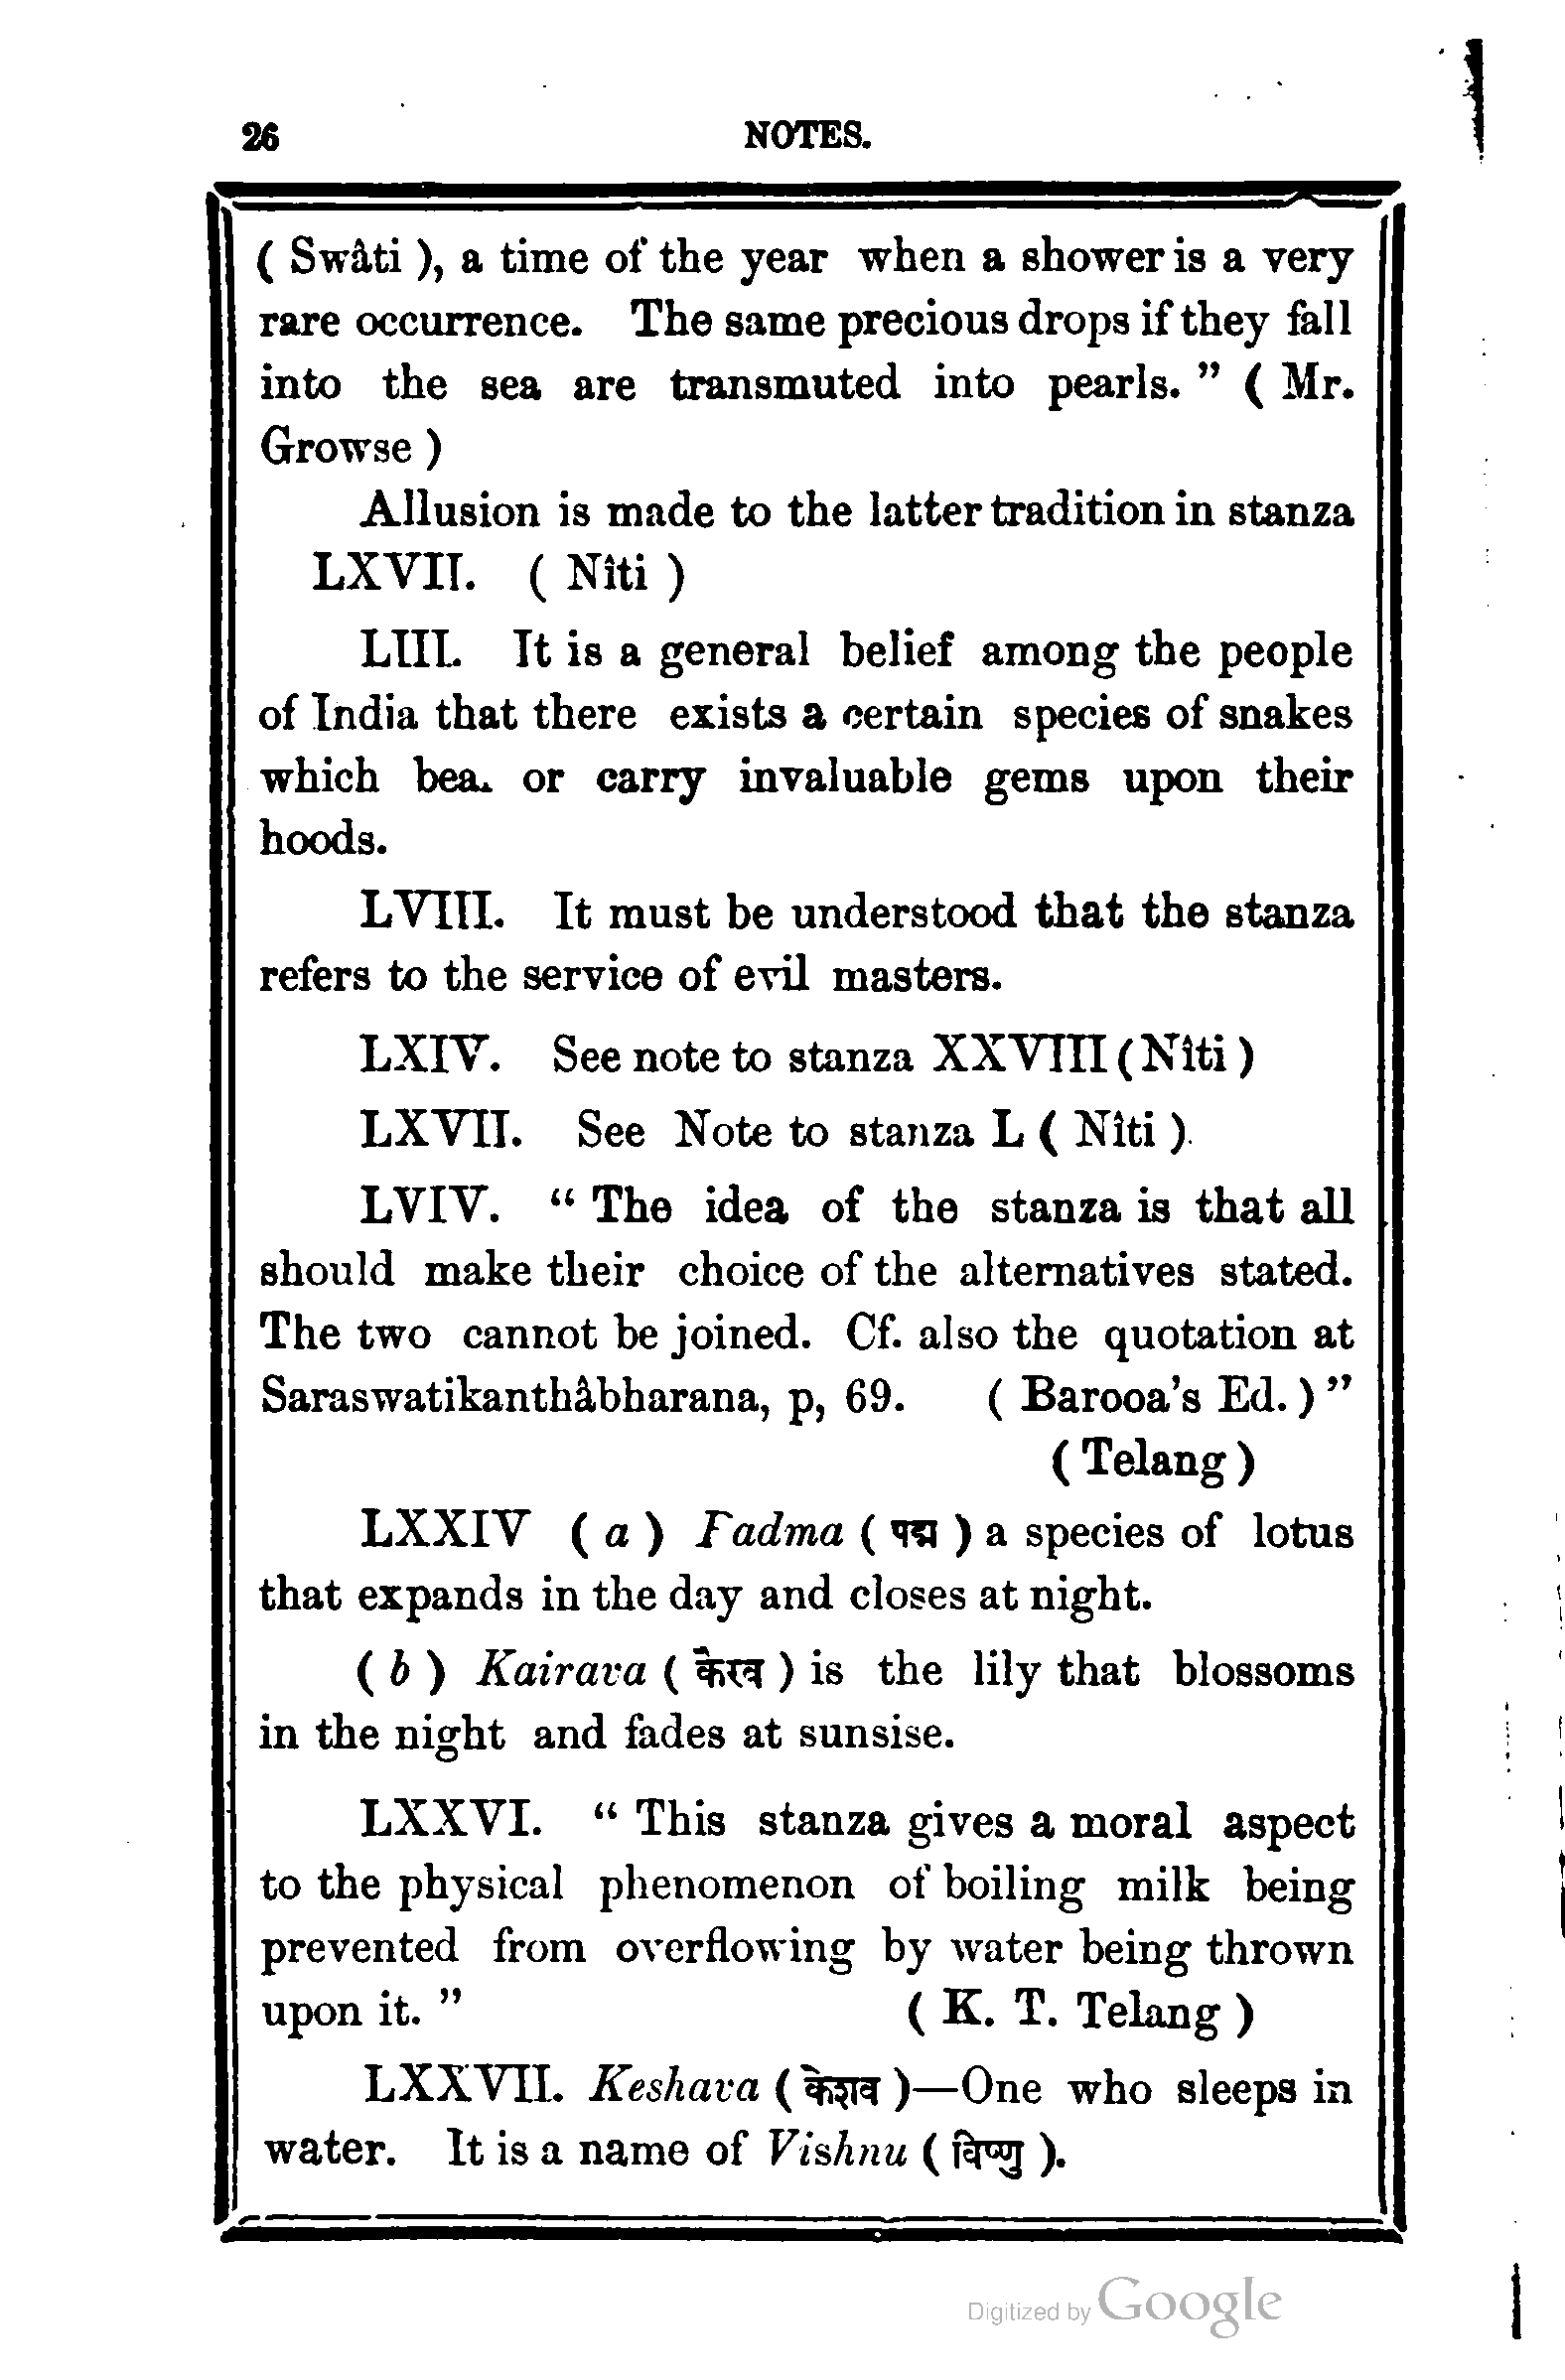 26 NOTES.
( Swâti ), a time of the year when a shower is a very
rare occurrence. The same precious drops if they fall
into the sea are transmuted into pearls. " ( Mr.
Growse )
Allusion is made to the latter tradition in stanza
LXVII. ( Nîti )
LIII. It is a general belief among the people
of India that there exists a certain species of snakes
which bea. or carry invaluable gems upon their
hoods.
LVIII. It must be understood that the stanza
refers to the service of evil masters.
LXIV. See note to stanza XXVIII ( Nîti )
LXVII. See Note to stanza L ( Nîti ).
LVIV. " The idea of the stanza is that all
should make their choice of the alternatives stated.
The two cannot be joined. Cf. also the quotation at
Saraswatikanthâbharana, p, 69. ( Barooa's Ed. ) "
( Telang )
LXXIV ( a ) Padma ( पद्म ) a species of lotus
that expands in the day and closes at night.
( b ) Kairava ( कैरव ) is the lily that blossoms
in the night and fades at sunsise.
LXXVI. " This stanza gives a moral aspect
to the physical phenomenon of boiling milk being
prevented from overflowing by water being thrown
upon it. " ( K. T. Telang )
LXXVII. Keshava ( केशव )—One who sleeps in
water. It is a name of Vishnu ( विष्णु ).
Digitized by Google